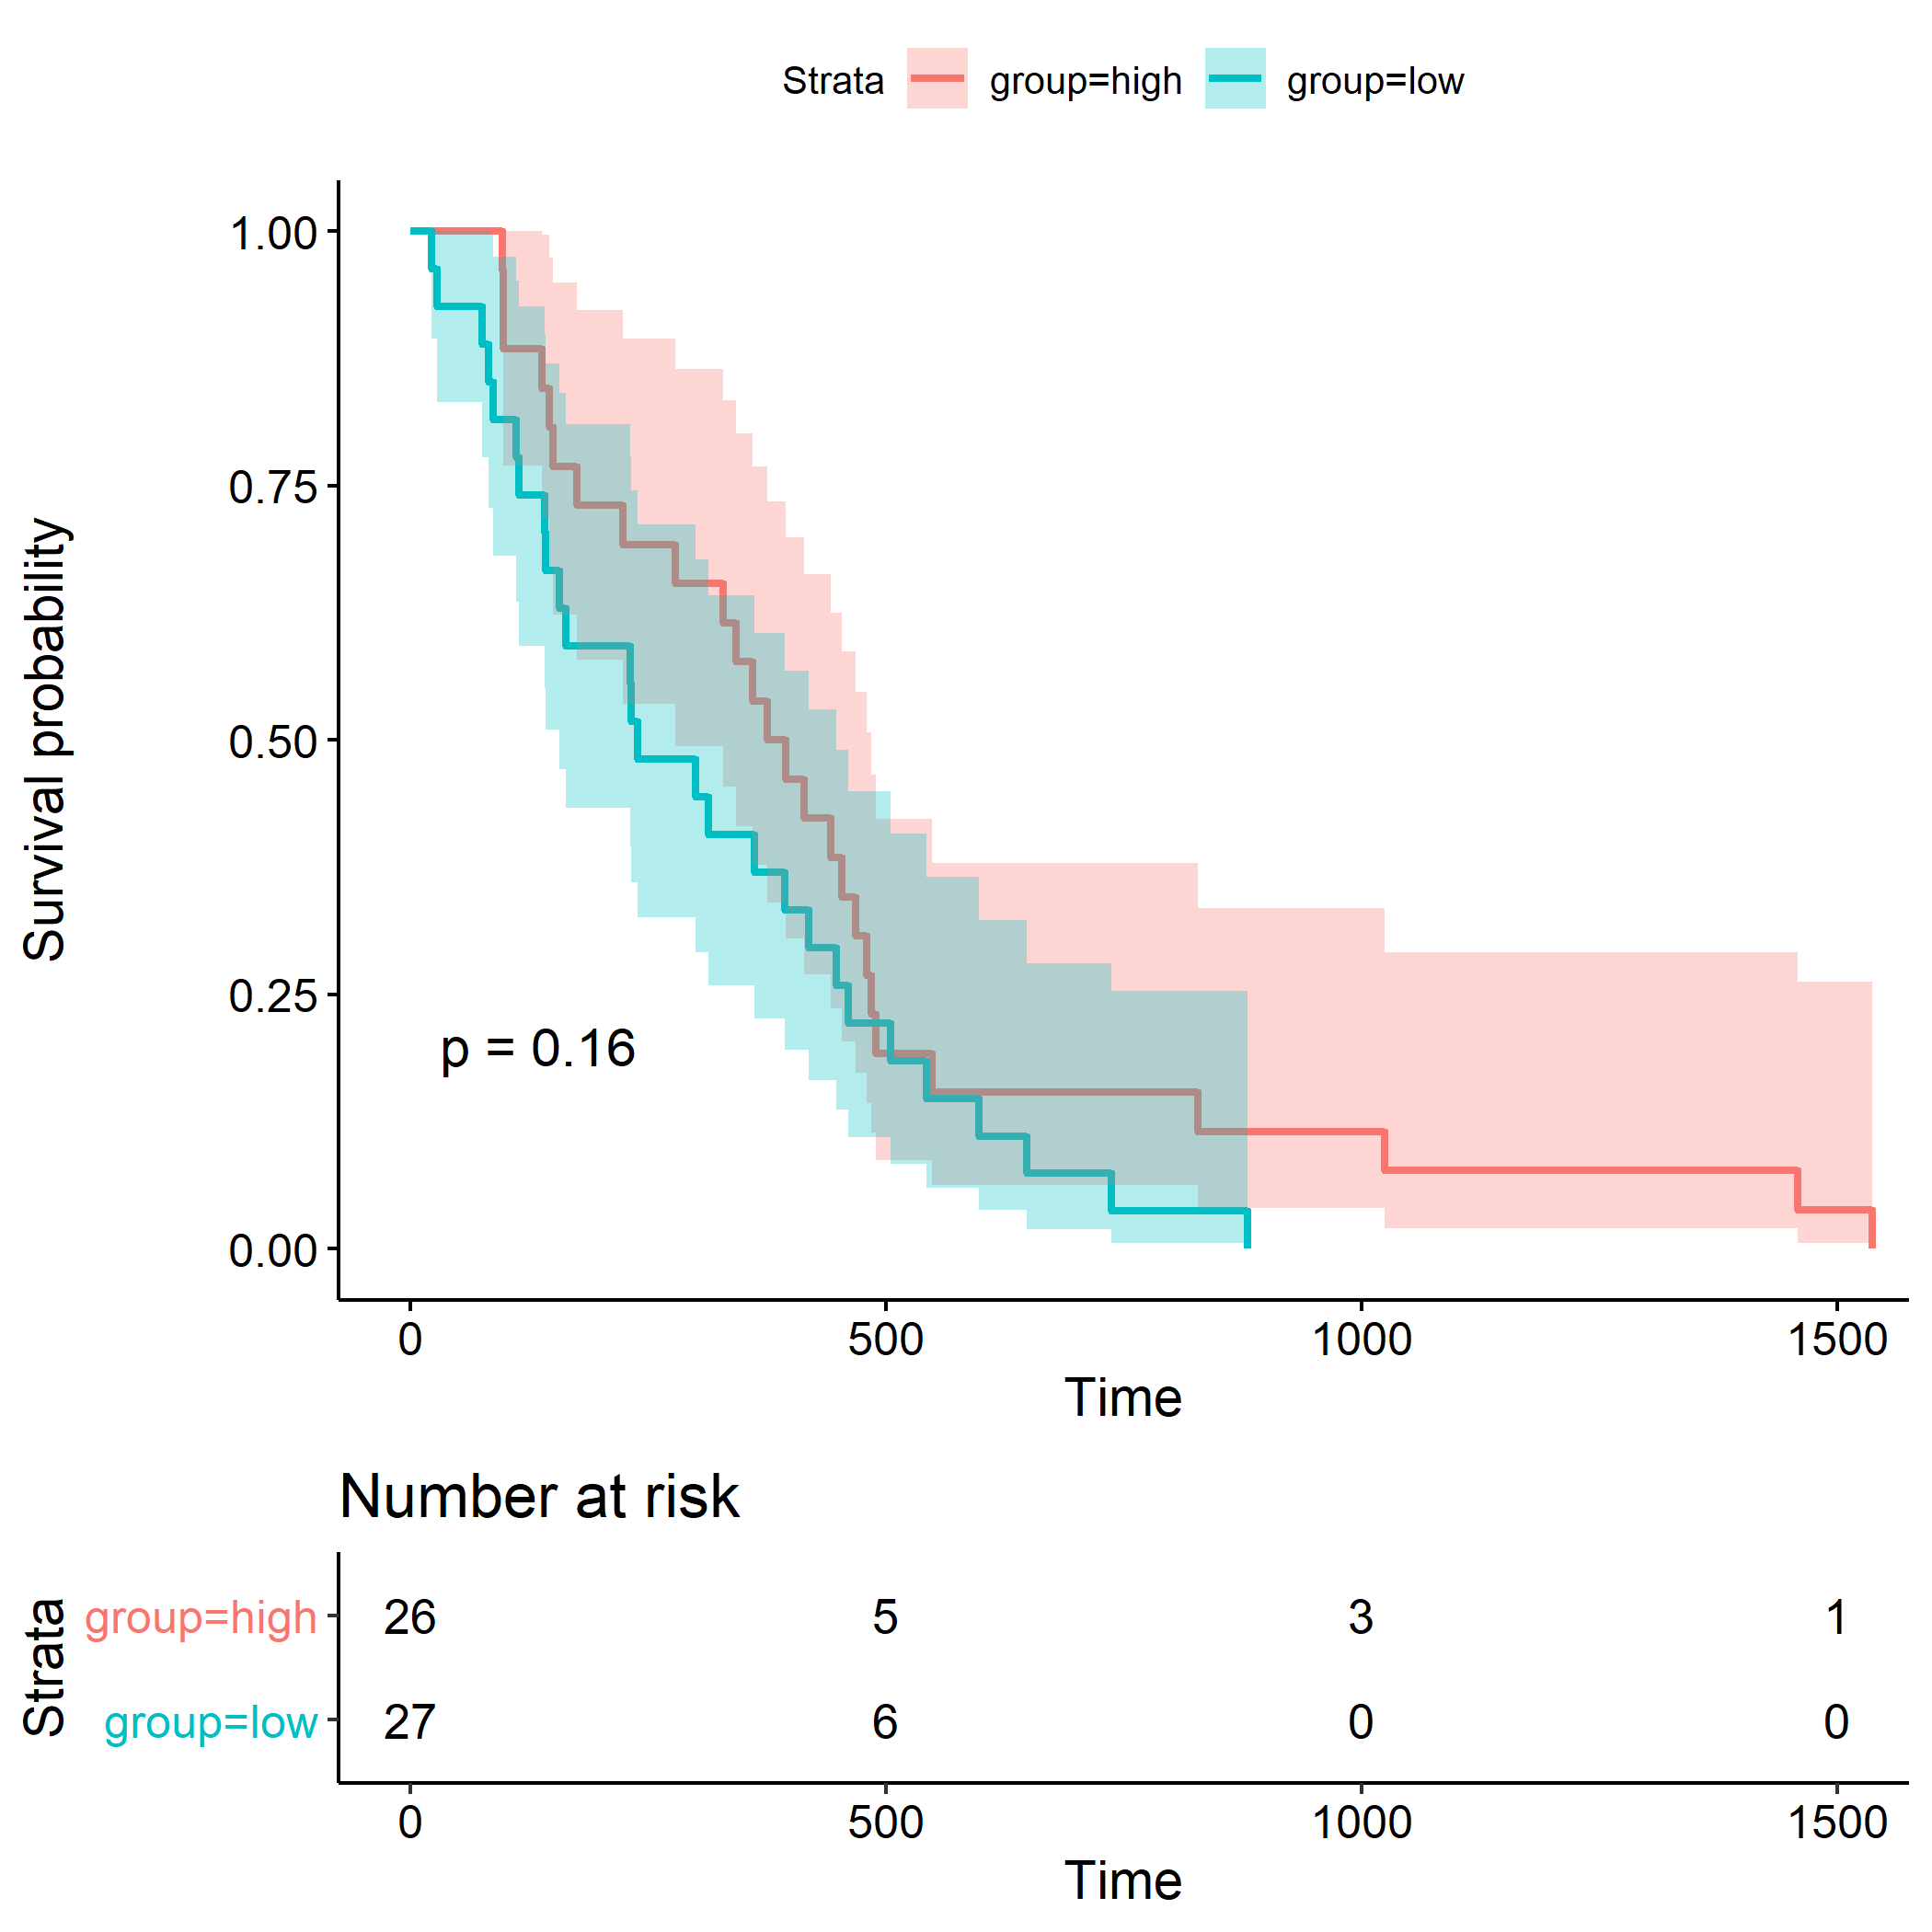 Strata group=high group=low
Survival probability
1.00
0.75
0.50
0.25
0.00
p = 0.16
0 500 1000 1500
Time
Number at risk
Strata
group=high 26 5 3 1
group=low 27 6 0 0
0 500 1000 1500
Time